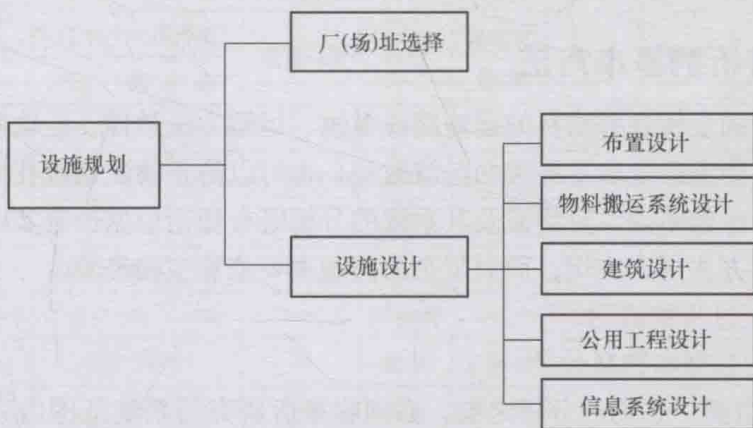 设施规划
厂(场)址选择
设施设计
布置设计
物料搬运系统设计
建筑设计
公用工程设计
信息系统设计